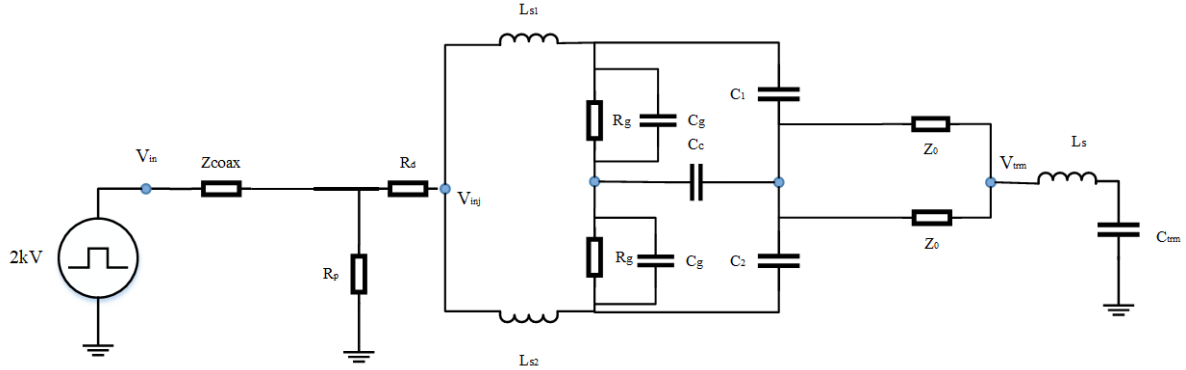 Ls1
Rg
Cg
C1
Cc
Z0
Vin
Zcoax
Rd
Vinj
Vtrm
Ls
2kV
Rp
Rg
Cg
C2
Z0
Ctrm
Ls2